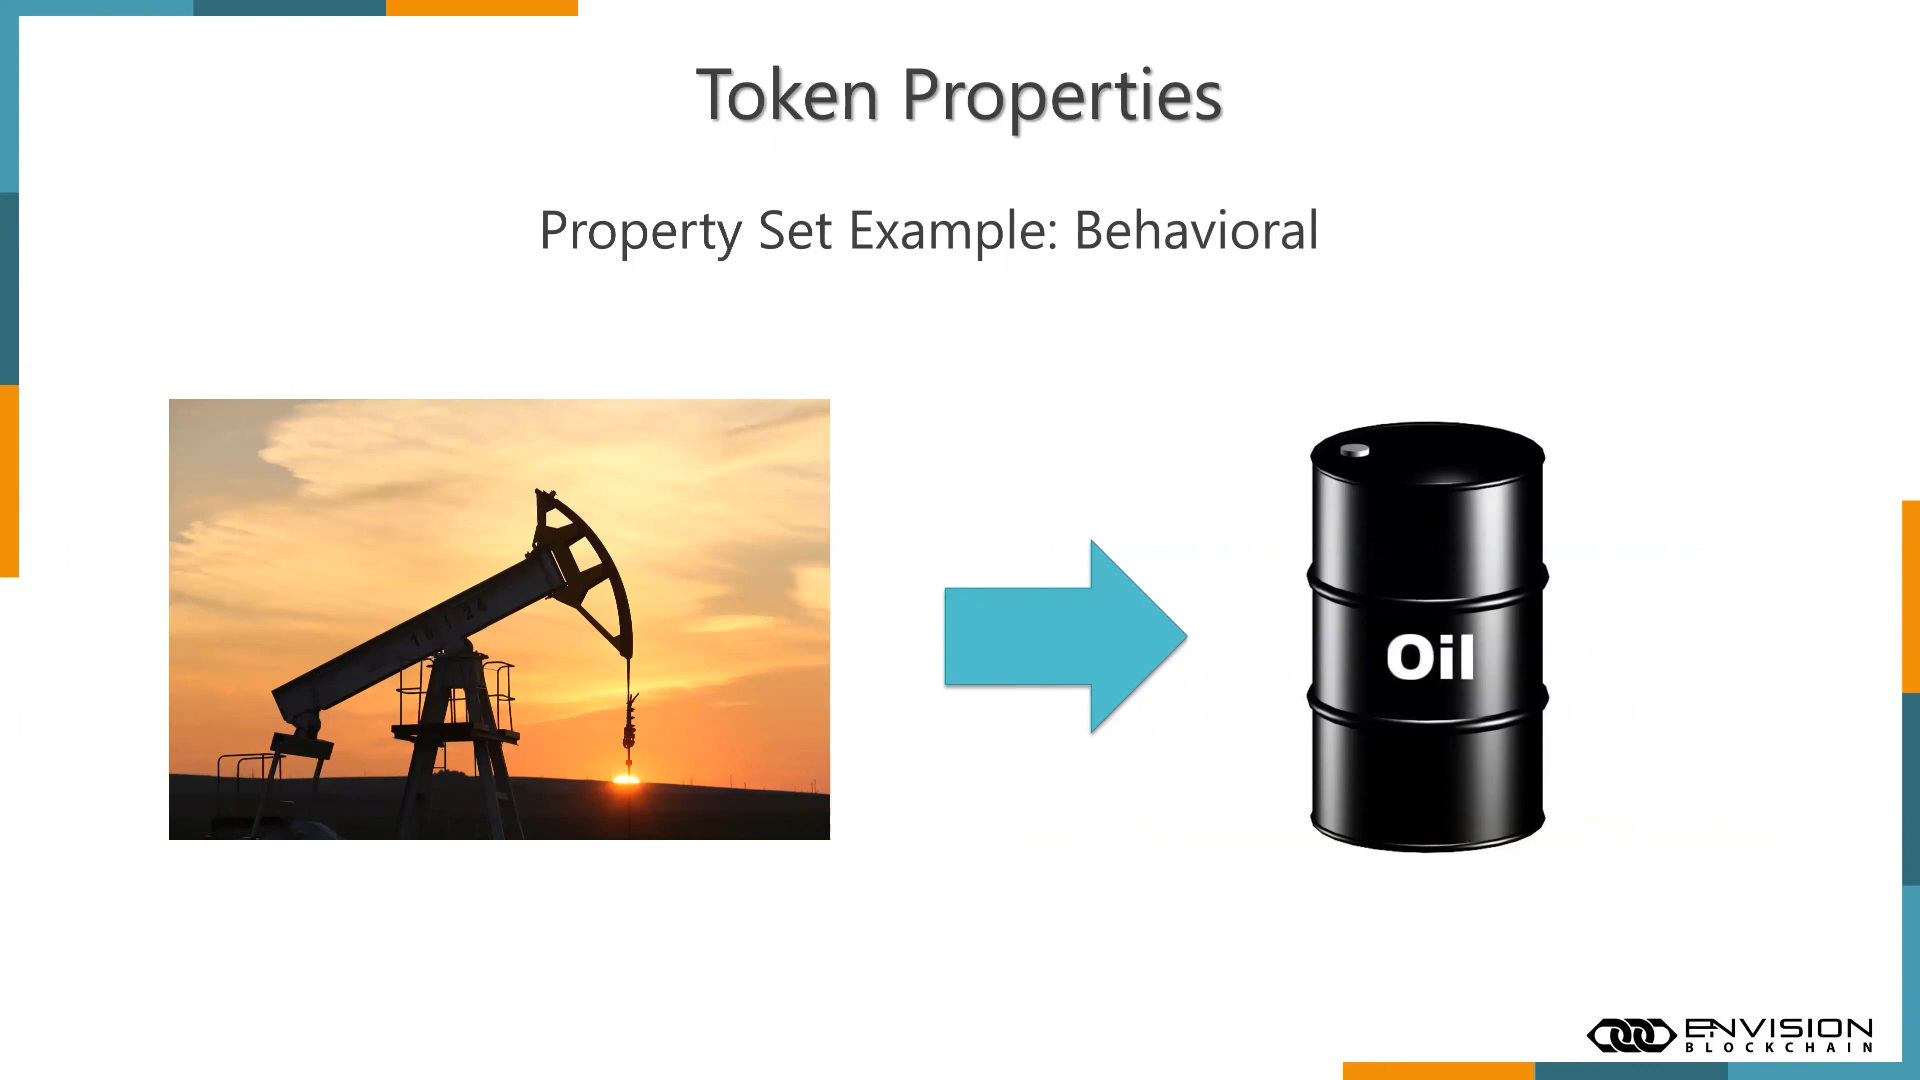 Token Properties
Property Set Example: Behavioral
Oil
ENVISION
BLOCKCHAIN